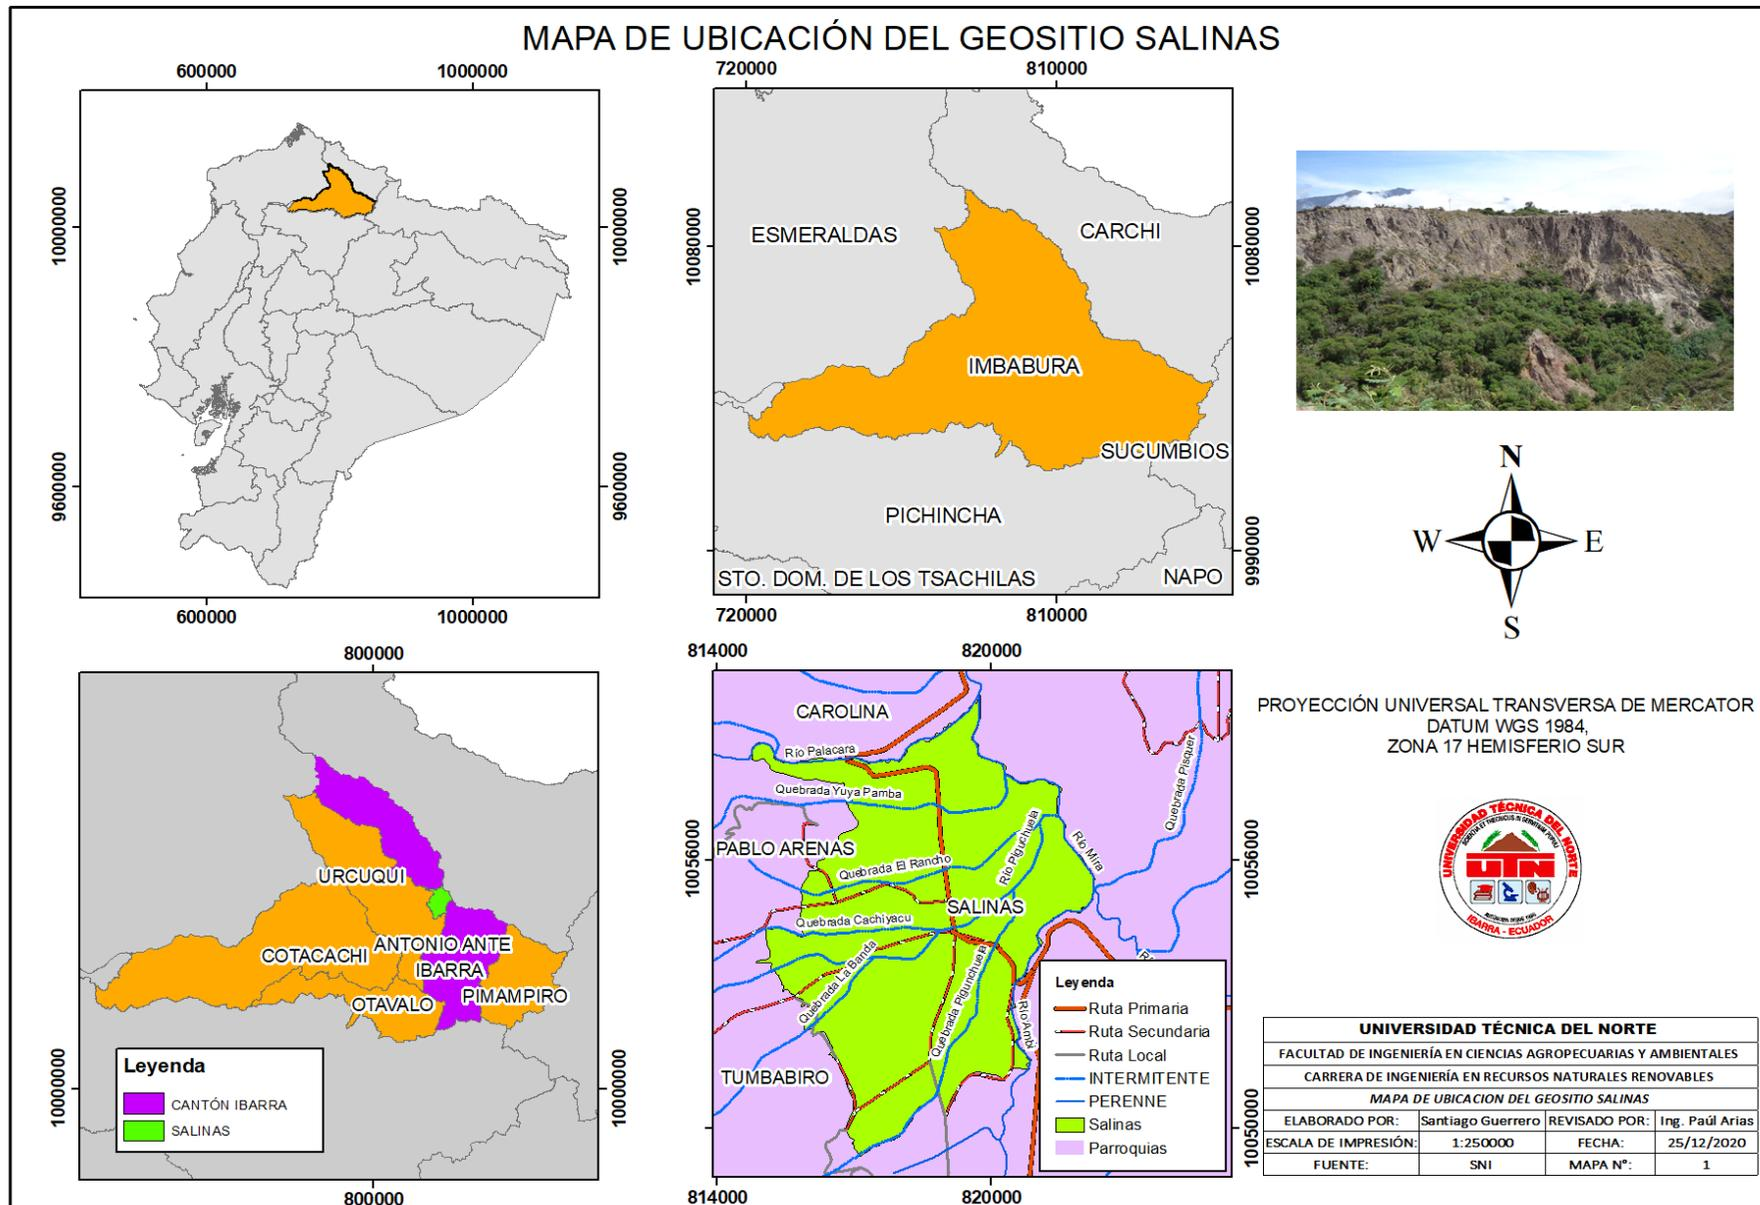 MAPA DE UBICACIÓN DEL GEOSITIO SALINAS
600000
1000000
10000000
10000000
9600000
9600000
600000
1000000
720000
810000
10080000
10080000
ESMERALDAS
CARCHI
IMBABURA
SUCUMBIOS
PICHINCHA
STO. DOM. DE LOS TSACHILAS
NAPO
9990000
720000
810000
N
W
E
S
800000
URCUQUI
COTACACHI
ANTONIO ANTE
IBARRA
OTAVALO
PIMAMPIRO
Leyenda
CANTÓN IBARRA
SALINAS
10000000
10000000
800000
814000
820000
CAROLINA
Río Palacara
Quebrada Yuya Pamba
Quebrada Pisquer
PABLO ARENAS
Quebrada El Rancho
Río Piguchuela
Río Mira
SALINAS
Quebrada Cachiyacu
Quebrada La Banda
Quebrada Pigunchuela
Río Ambi
TUMBABIRO
10056000
10056000
10050000
10050000
Leyenda
Ruta Primaria
Ruta Secundaria
Ruta Local
INTERMITENTE
PERENNE
Salinas
Parroquias
814000
820000
PROYECCIÓN UNIVERSAL TRANSVERSA DE MERCATOR
DATUM WGS 1984,
ZONA 17 HEMISFERIO SUR
UNIVERSIDAD TÉCNICA DEL NORTE
UTN
IBARRA - ECUADOR
UNIVERSIDAD TÉCNICA DEL NORTE
FACULTAD DE INGENIERÍA EN CIENCIAS AGROPECUARIAS Y AMBIENTALES
CARRERA DE INGENIERÍA EN RECURSOS NATURALES RENOVABLES
MAPA DE UBICACION DEL GEOSITIO SALINAS
ELABORADO POR: Santiago Guerrero REVISADO POR: Ing. Paúl Arias
ESCALA DE IMPRESIÓN: 1:250000 FECHA: 25/12/2020
FUENTE: SNI MAPA N°: 1